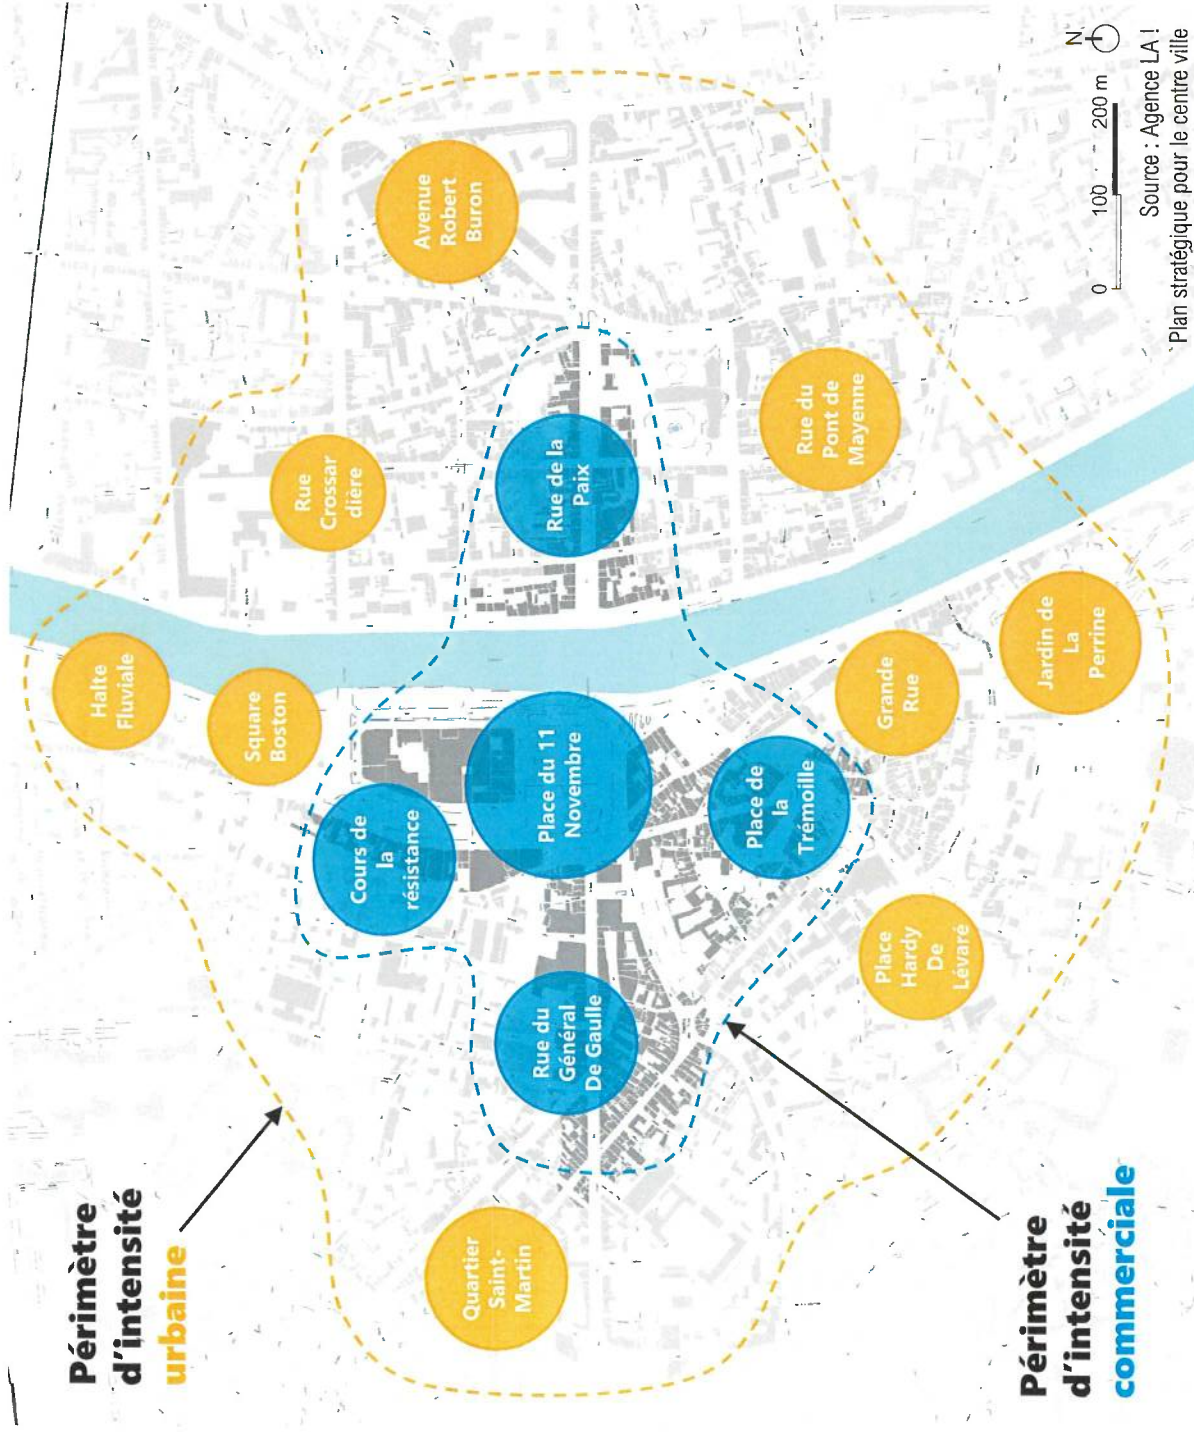 Périmètre
d'intensité
urbaine
Halte
Fluviale
Square
Boston
Rue
Crossar
dière
Avenue
Robert
Buron
Quartier
Saint-
Martin
Cours de
la
résistance
Rue du
Général
De Gaulle
Place du 11
Novembre
Rue de la
Paix
Place de
la
Trémoille
Rue du
Pont de
Mayenne
Place
Hardy
De
Lévaré
Grande
Rue
Jardin de
La
Perrine
Périmètre
d'intensité
commerciale
N
0 100 200 m
Source : Agence LA !
Plan stratégique pour le centre ville